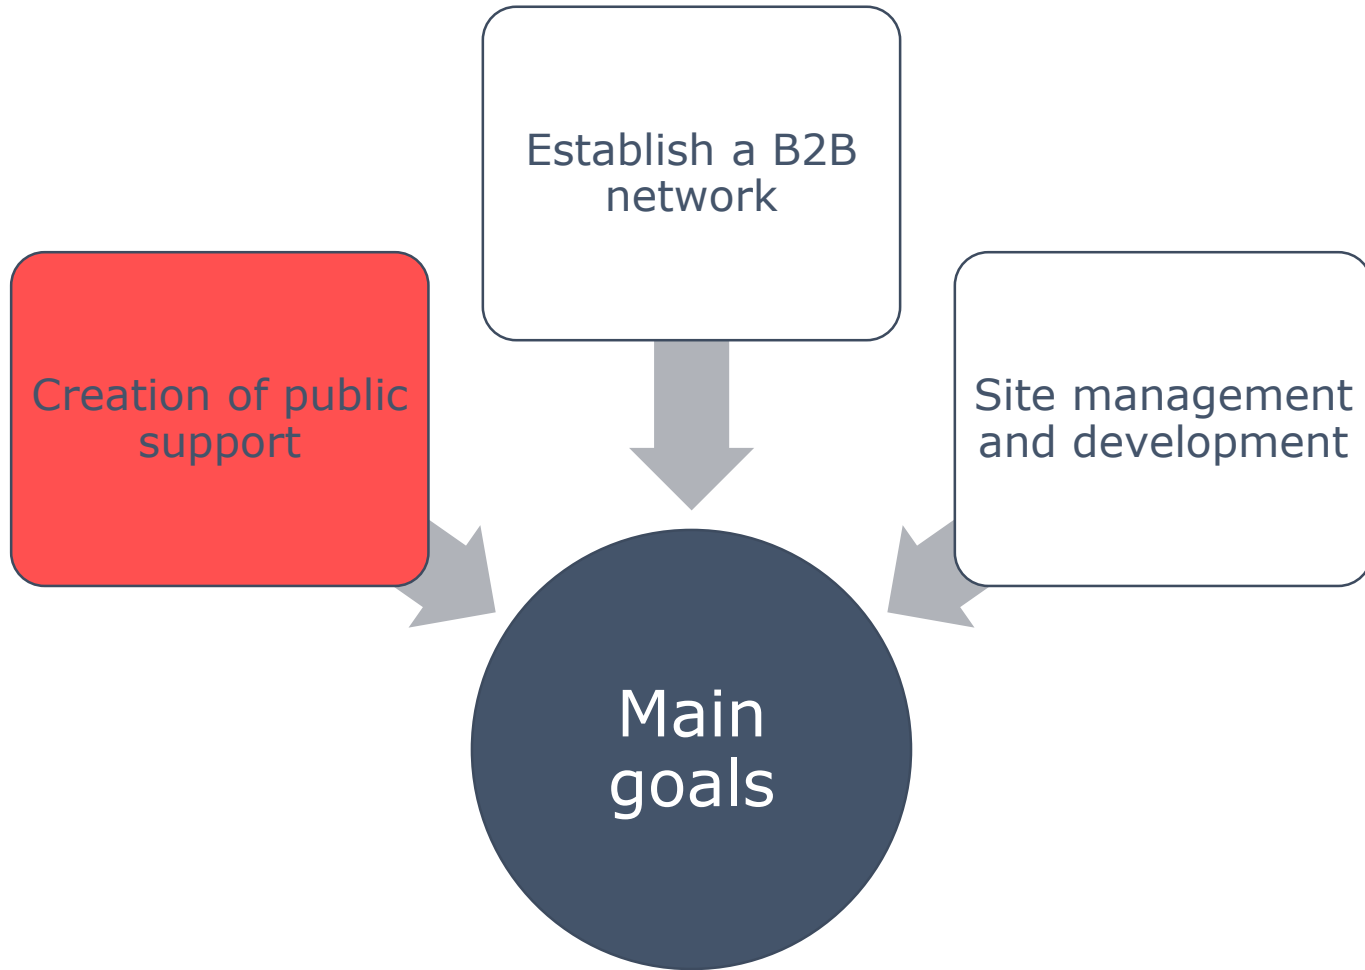 Establish a B2B
network
Creation of public
support
Site management
and development
Main
goals